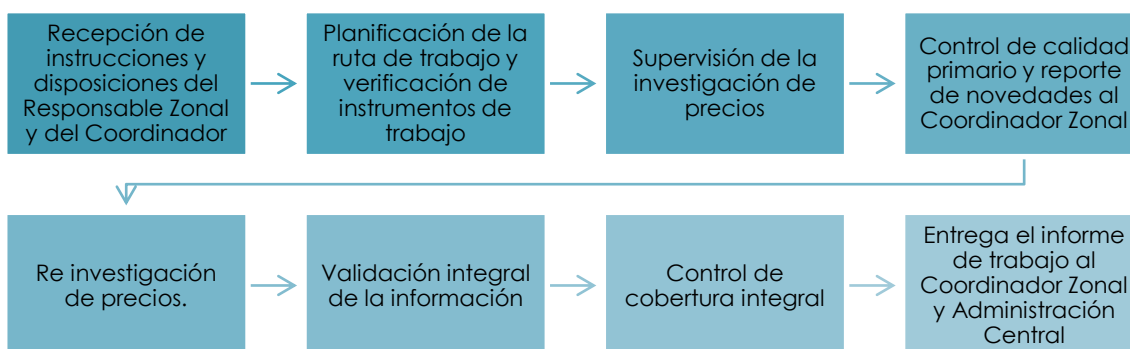 Recepción de
instrucciones y
disposiciones del
Responsable Zonal
y del Coordinador
Planificación de la
ruta de trabajo y
verificación de
instrumentos de
trabajo
Supervisión de la
investigación de
precios
Control de calidad
primario y reporte
de novedades al
Coordinador Zonal
Re investigación
de precios.
Validación integral
de la información
Control de
cobertura integral
Entrega el informe
de trabajo al
Coordinador Zonal
y Administración
Central